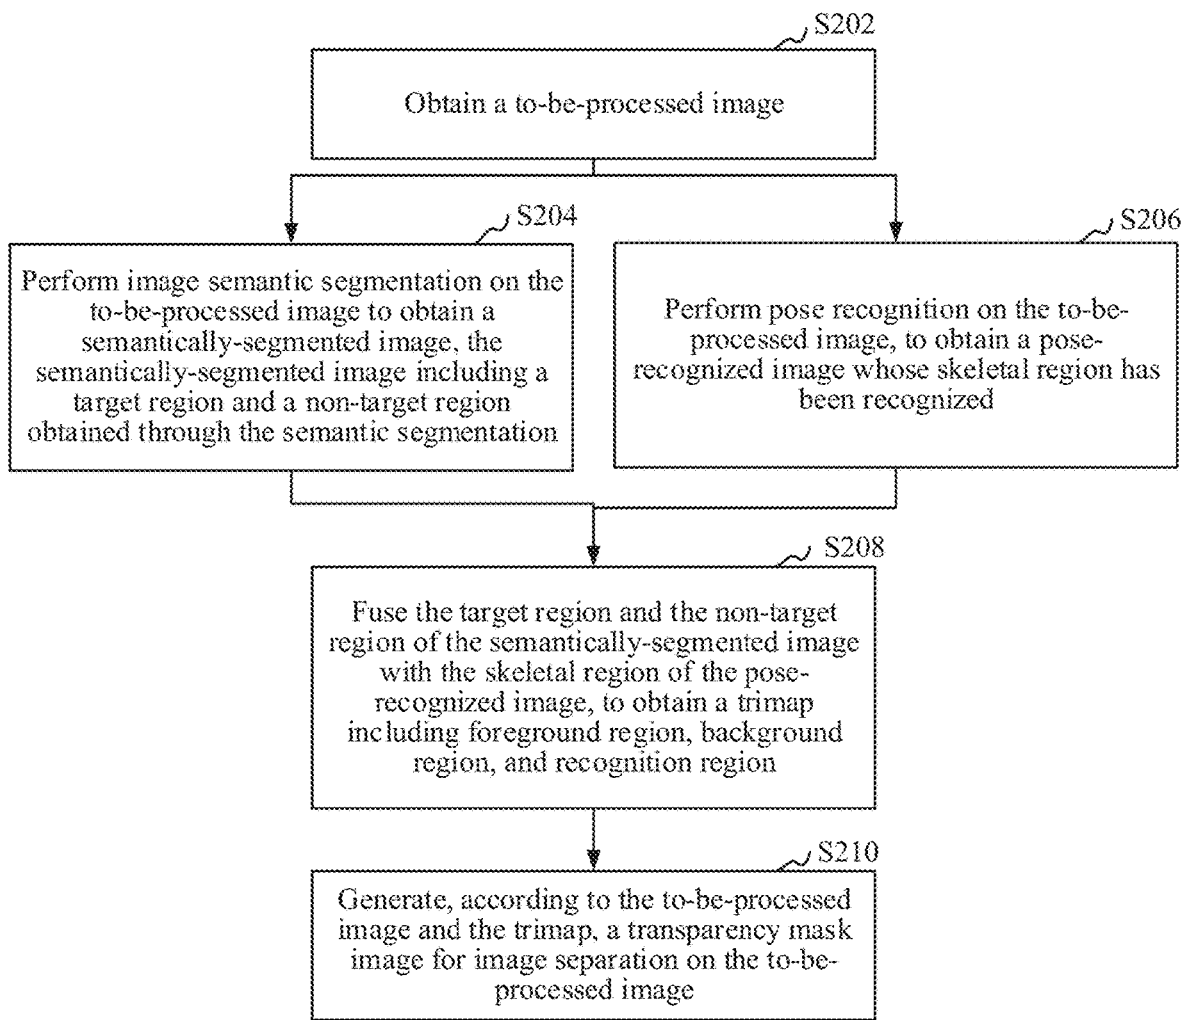 S202
Obtain a to-be-processed image
S204
Perform image semantic segmentation on the
to-be-processed image to obtain a
semantically-segmented image, the
semantically-segmented image including a
target region and a non-target region
obtained through the semantic segmentation
S206
Perform pose recognition on the to-be-
processed image, to obtain a pose-
recognized image whose skeletal region has
been recognized
S208
Fuse the target region and the non-target
region of the semantically-segmented image
with the skeletal region of the pose-
recognized image, to obtain a trimap
including foreground region, background
region, and recognition region
S210
Generate, according to the to-be-processed
image and the trimap, a transparency mask
image for image separation on the to-be-
processed image